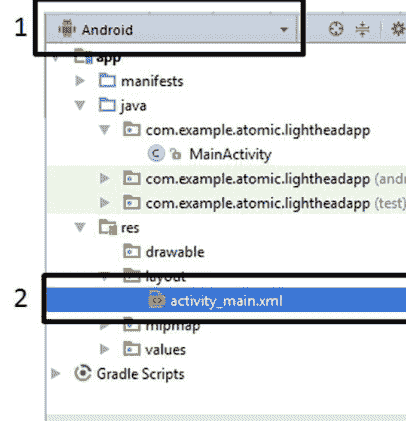 1 Android
app
manifests
java
com.example.atomic.lightheadapp
C MainActivity
com.example.atomic.lightheadapp (andr
com.example.atomic.lightheadapp (test)
res
drawable
layout
2 activity_main.xml
mipmap
values
Gradle Scripts